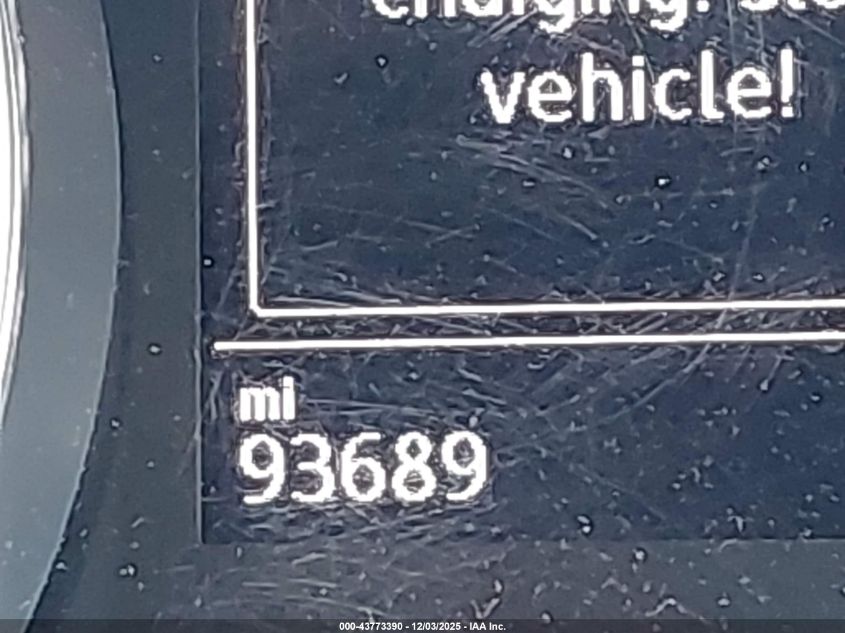 vehicle!
mi
93689
000-43773390 - 12/03/2025 - IAA Inc.